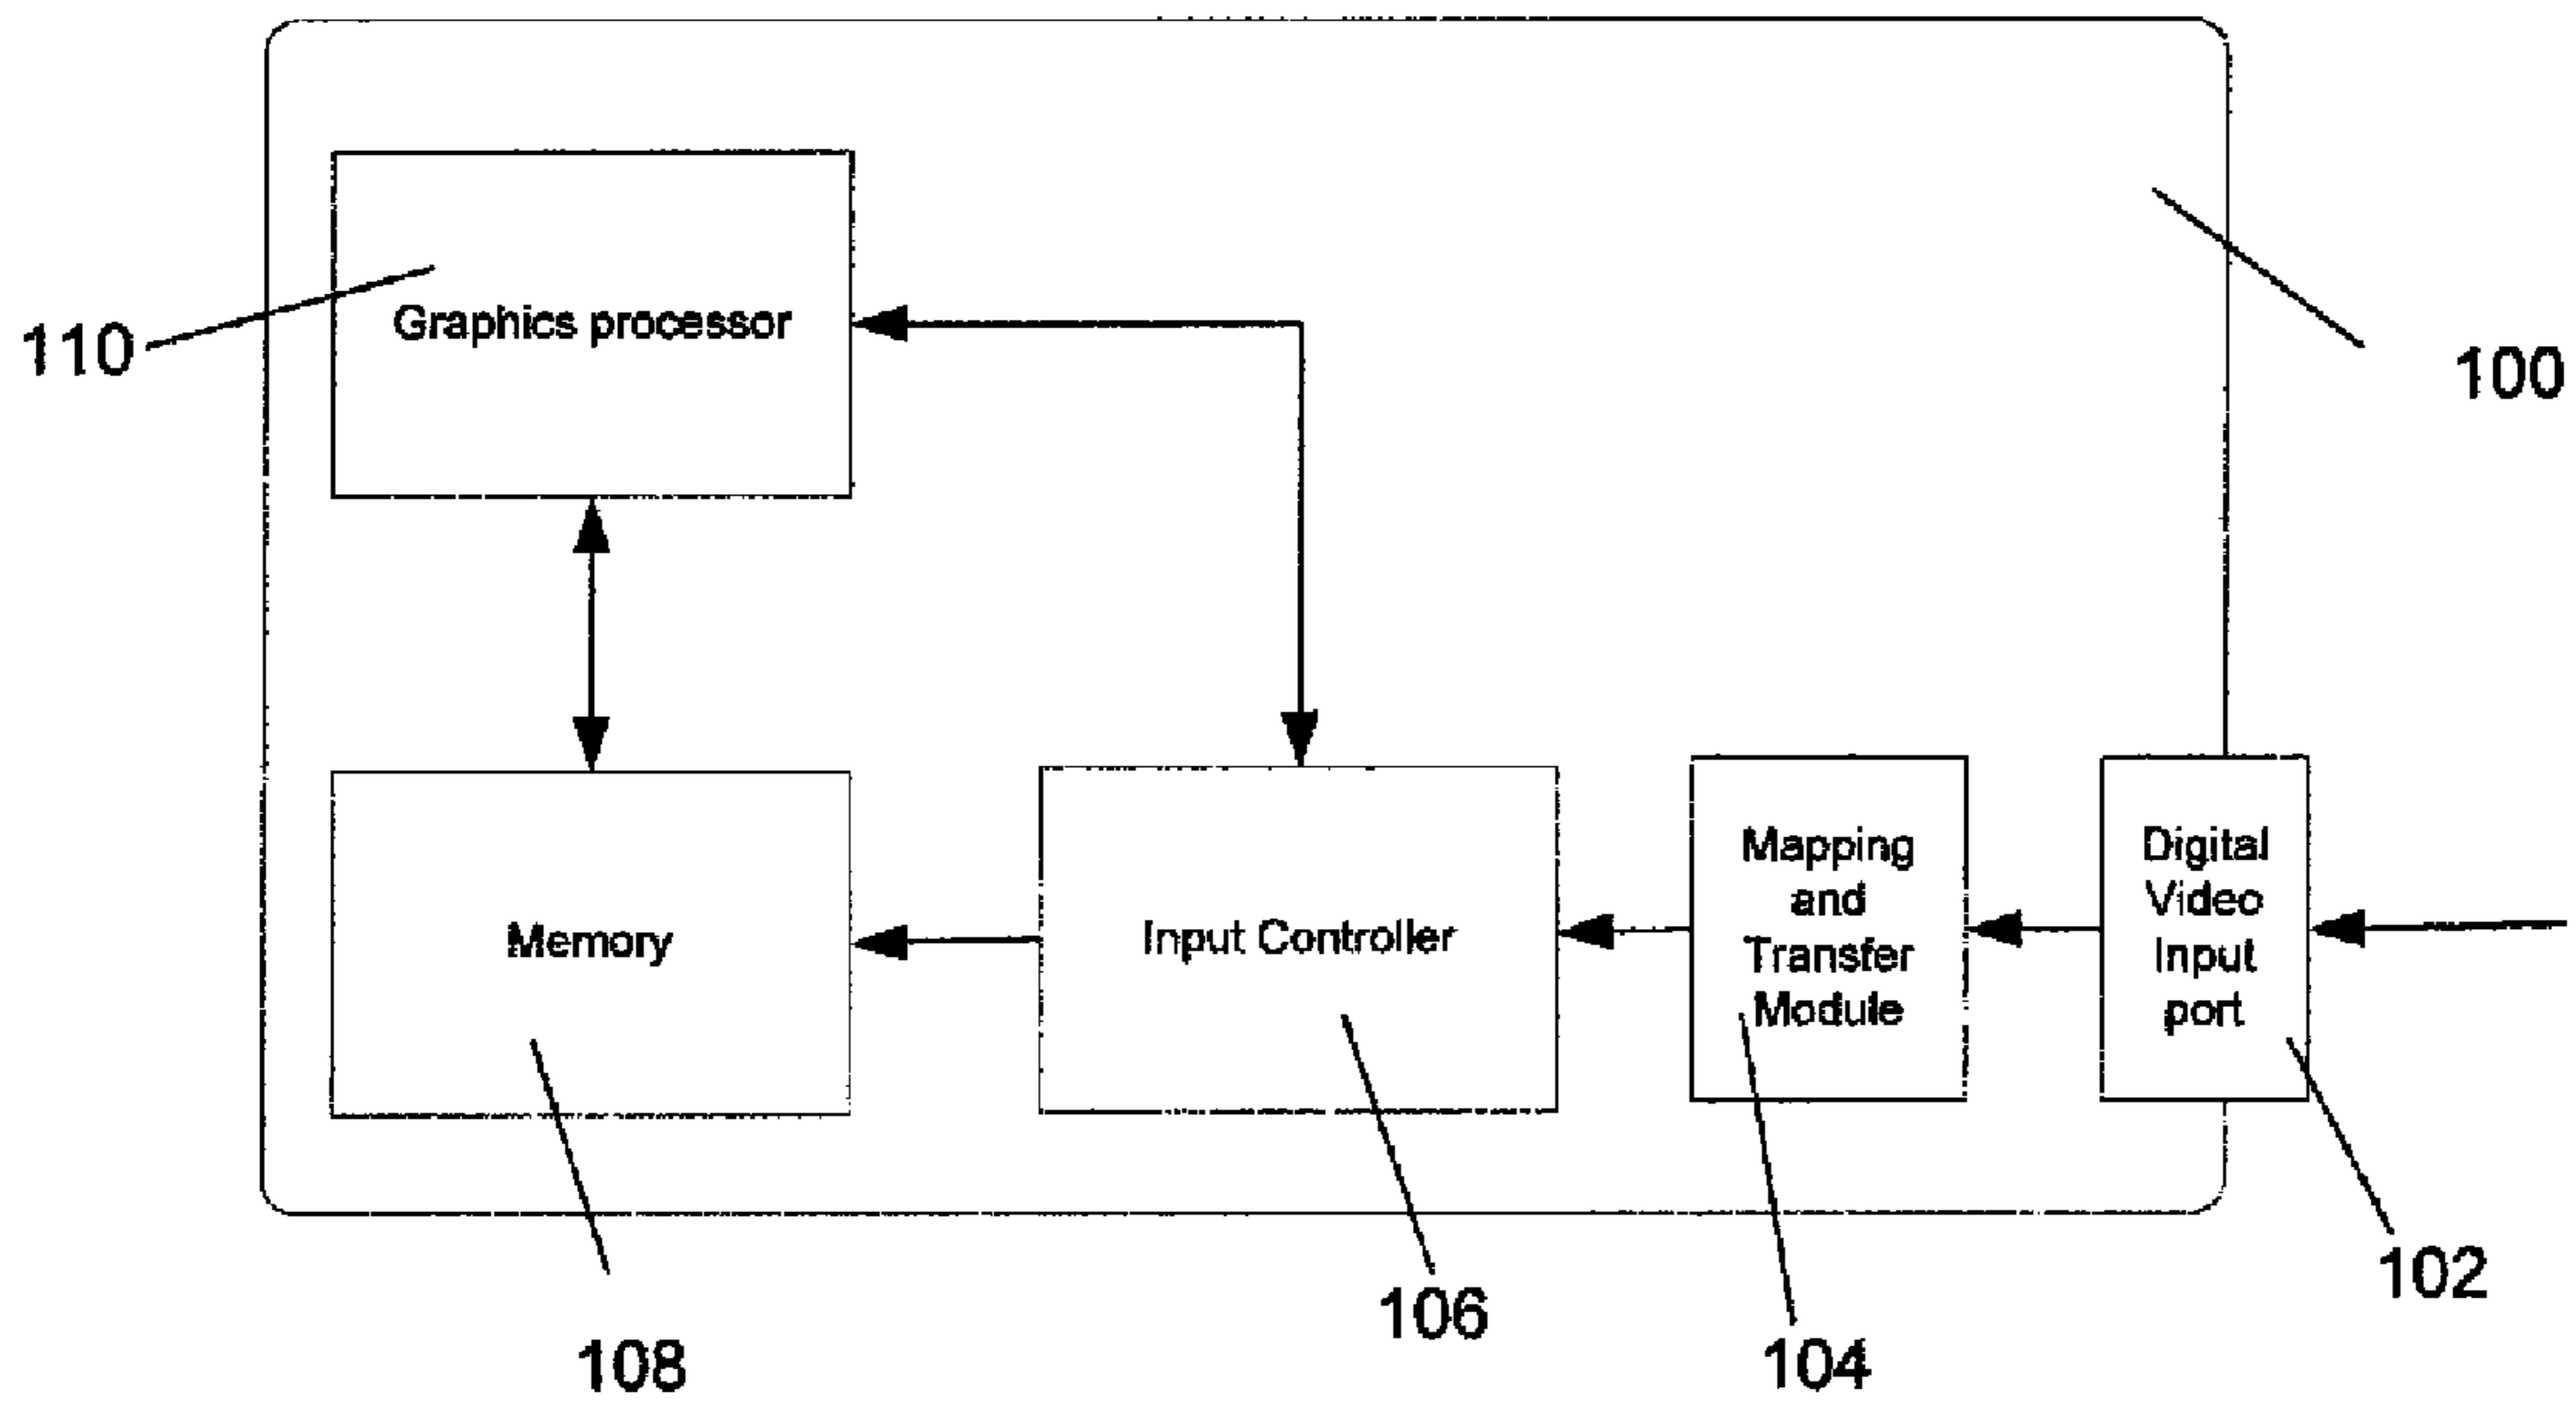 Graphics processor
110
100
Memory
Input Controller
Mapping
and
Transfer
Module
Digital
Video
Input
port
102
106
104
108